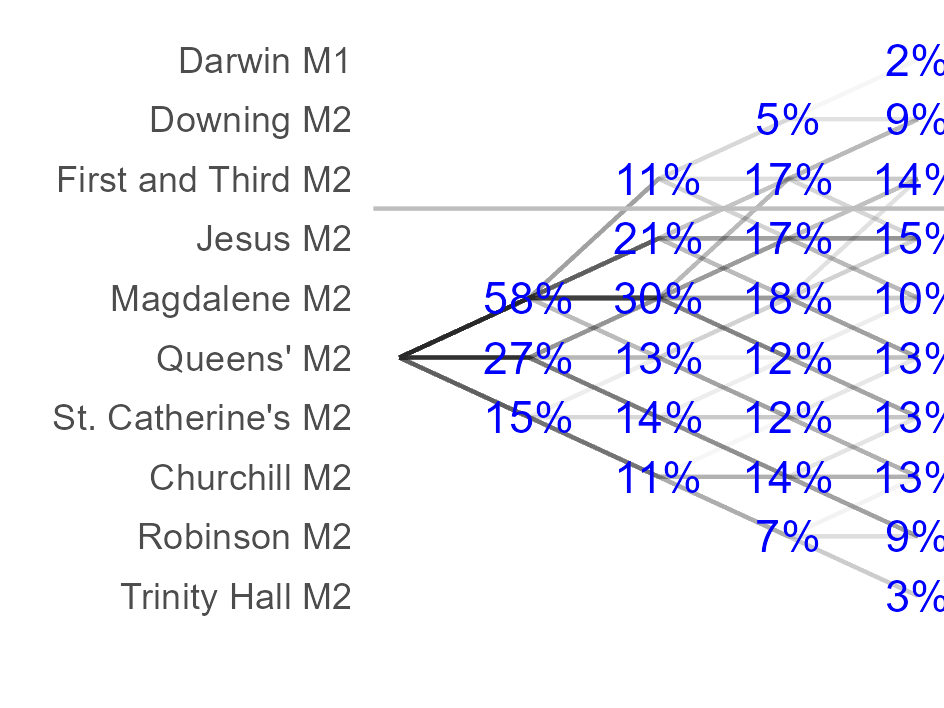 Darwin M1 2%
Downing M2 5% 9%
First and Third M2 11% 17% 14%
Jesus M2 21% 17% 15%
Magdalene M2 58% 30% 18% 10%
Queens' M2 27% 13% 12% 13%
St. Catherine's M2 15% 14% 12% 13%
Churchill M2 11% 14% 13%
Robinson M2 7% 9%
Trinity Hall M2 3%